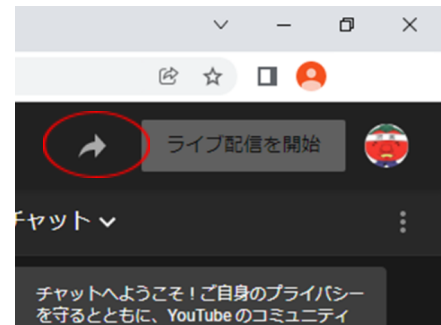 ライブ配信を開始
チャット
チャットへようこそ！ご自身のプライバシー
を守るとともに、YouTube のコミュニティ